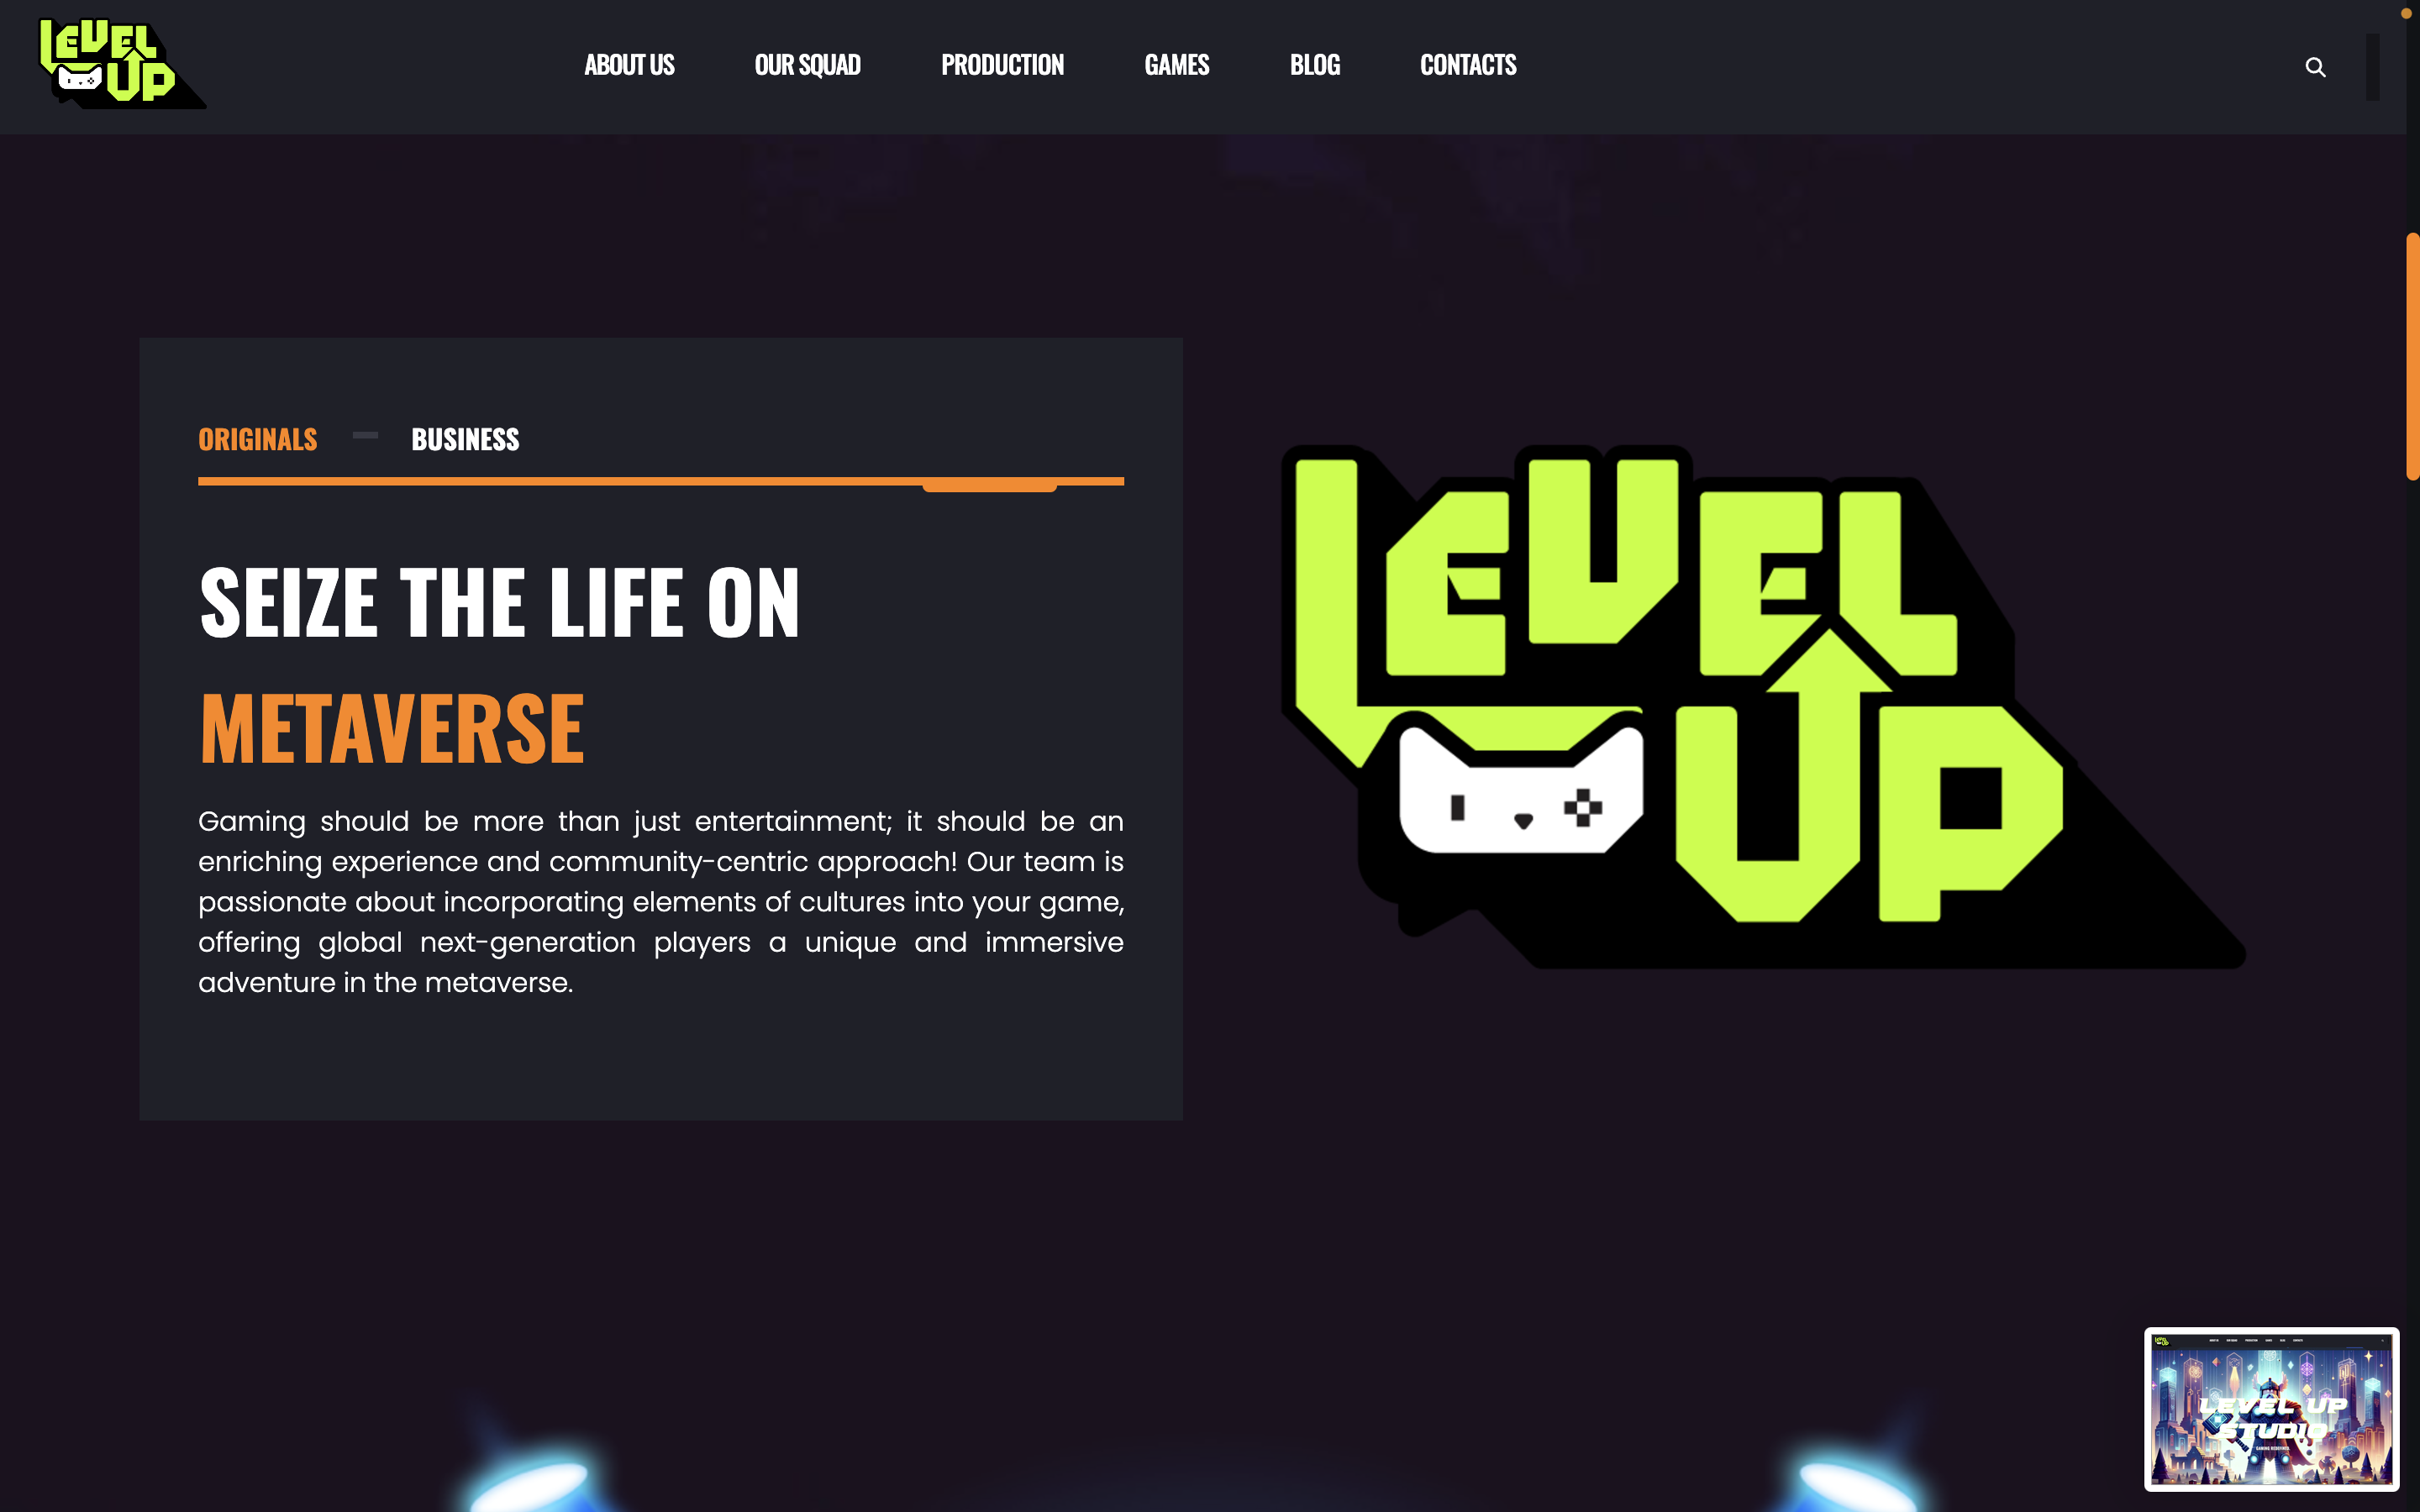 LEVEL
UP
ABOUT US
OUR SQUAD
PRODUCTION
GAMES
BLOG
CONTACTS
ORIGINALS
BUSINESS
SEIZE THE LIFE ON
METAVERSE
Gaming should be more than just entertainment; it should be an
enriching experience and community-centric approach! Our team is
passionate about incorporating elements of cultures into your game,
offering global next-generation players a unique and immersive
adventure in the metaverse.
LEVEL
UP
LEVEL UP
STUDIO